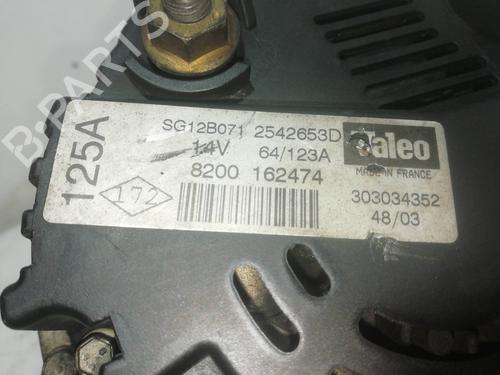 125A
SG12B071 2542653D
14V 64/123A
8200 162474
172
Valeo
MADE IN FRANCE
303034352
48/03
B-PARTS